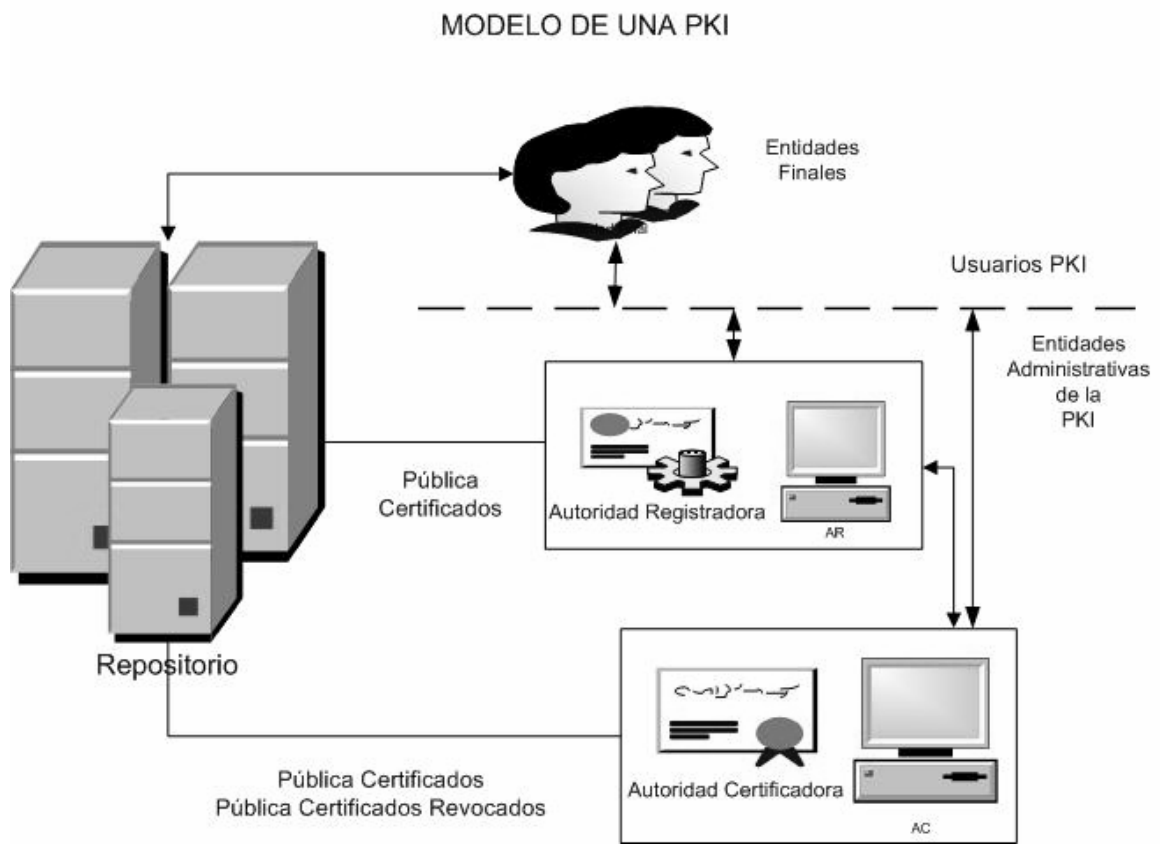 MODELO DE UNA PKI
Entidades
Finales
Usuarios PKI
Entidades
Administrativas
de la
PKI
Pública
Certificados
Autoridad Registradora
AR
Repositorio
Pública Certificados
Pública Certificados Revocados
Autoridad Certificadora
AC